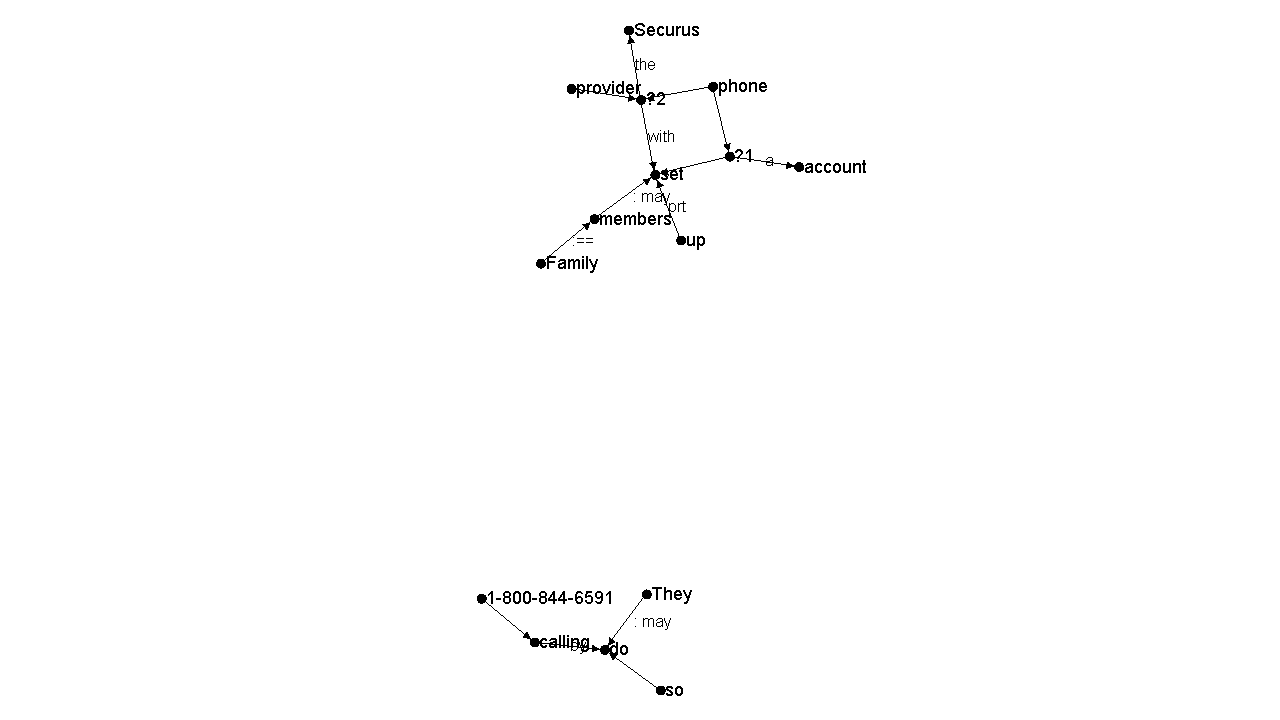 Securus
the
provider
?2
phone
with
?1
a
account
set
: may
prt
members
up
:==
Family
1-800-844-6591
They
: may
calling
by
do
so